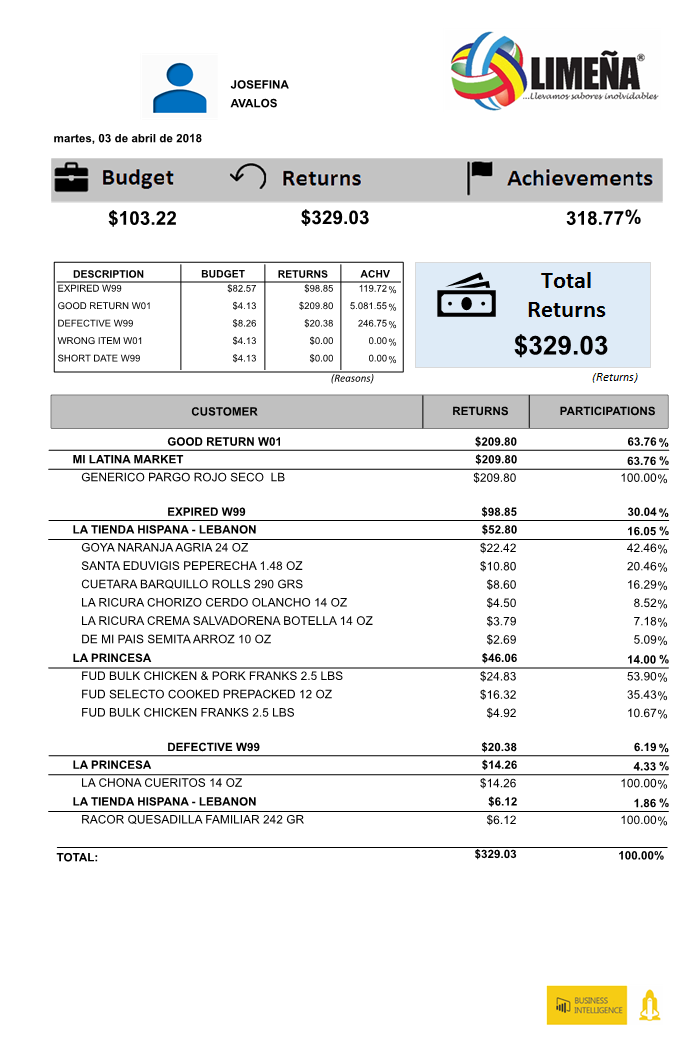 LIMEÑA®
...Llevamos sabores inolvidables
JOSEFINA
AVALOS
martes, 03 de abril de 2018
Budget Returns Achievements
$103.22 $329.03 318.77%
DESCRIPTION BUDGET RETURNS ACHV
EXPIRED W99 $82.57 $98.85 119.72 %
GOOD RETURN W01 $4.13 $209.80 5.081.55 %
DEFECTIVE W99 $8.26 $20.38 246.75 %
WRONG ITEM W01 $4.13 $0.00 0.00 %
SHORT DATE W99 $4.13 $0.00 0.00 %
(Reasons)
Total
Returns
$329.03
(Returns)
CUSTOMER RETURNS PARTICIPATIONS
GOOD RETURN W01 $209.80 63.76 %
MI LATINA MARKET $209.80 63.76 %
GENERICO PARGO ROJO SECO LB $209.80 100.00%
EXPIRED W99 $98.85 30.04 %
LA TIENDA HISPANA - LEBANON $52.80 16.05 %
GOYA NARANJA AGRIA 24 OZ $22.42 42.46%
SANTA EDUVIGIS PEPERECHA 1.48 OZ $10.80 20.46%
CUETARA BARQUILLO ROLLS 290 GRS $8.60 16.29%
LA RICURA CHORIZO CERDO OLANCHO 14 OZ $4.50 8.52%
LA RICURA CREMA SALVADORENA BOTELLA 14 OZ $3.79 7.18%
DE MI PAIS SEMITA ARROZ 10 OZ $2.69 5.09%
LA PRINCESA $46.06 14.00 %
FUD BULK CHICKEN & PORK FRANKS 2.5 LBS $24.83 53.90%
FUD SELECTO COOKED PREPACKED 12 OZ $16.32 35.43%
FUD BULK CHICKEN FRANKS 2.5 LBS $4.92 10.67%
DEFECTIVE W99 $20.38 6.19 %
LA PRINCESA $14.26 4.33 %
LA CHONA CUERITOS 14 OZ $14.26 100.00%
LA TIENDA HISPANA - LEBANON $6.12 1.86 %
RACOR QUESADILLA FAMILIAR 242 GR $6.12 100.00%
TOTAL: $329.03 100.00%
BUSINESS
INTELLIGENCE